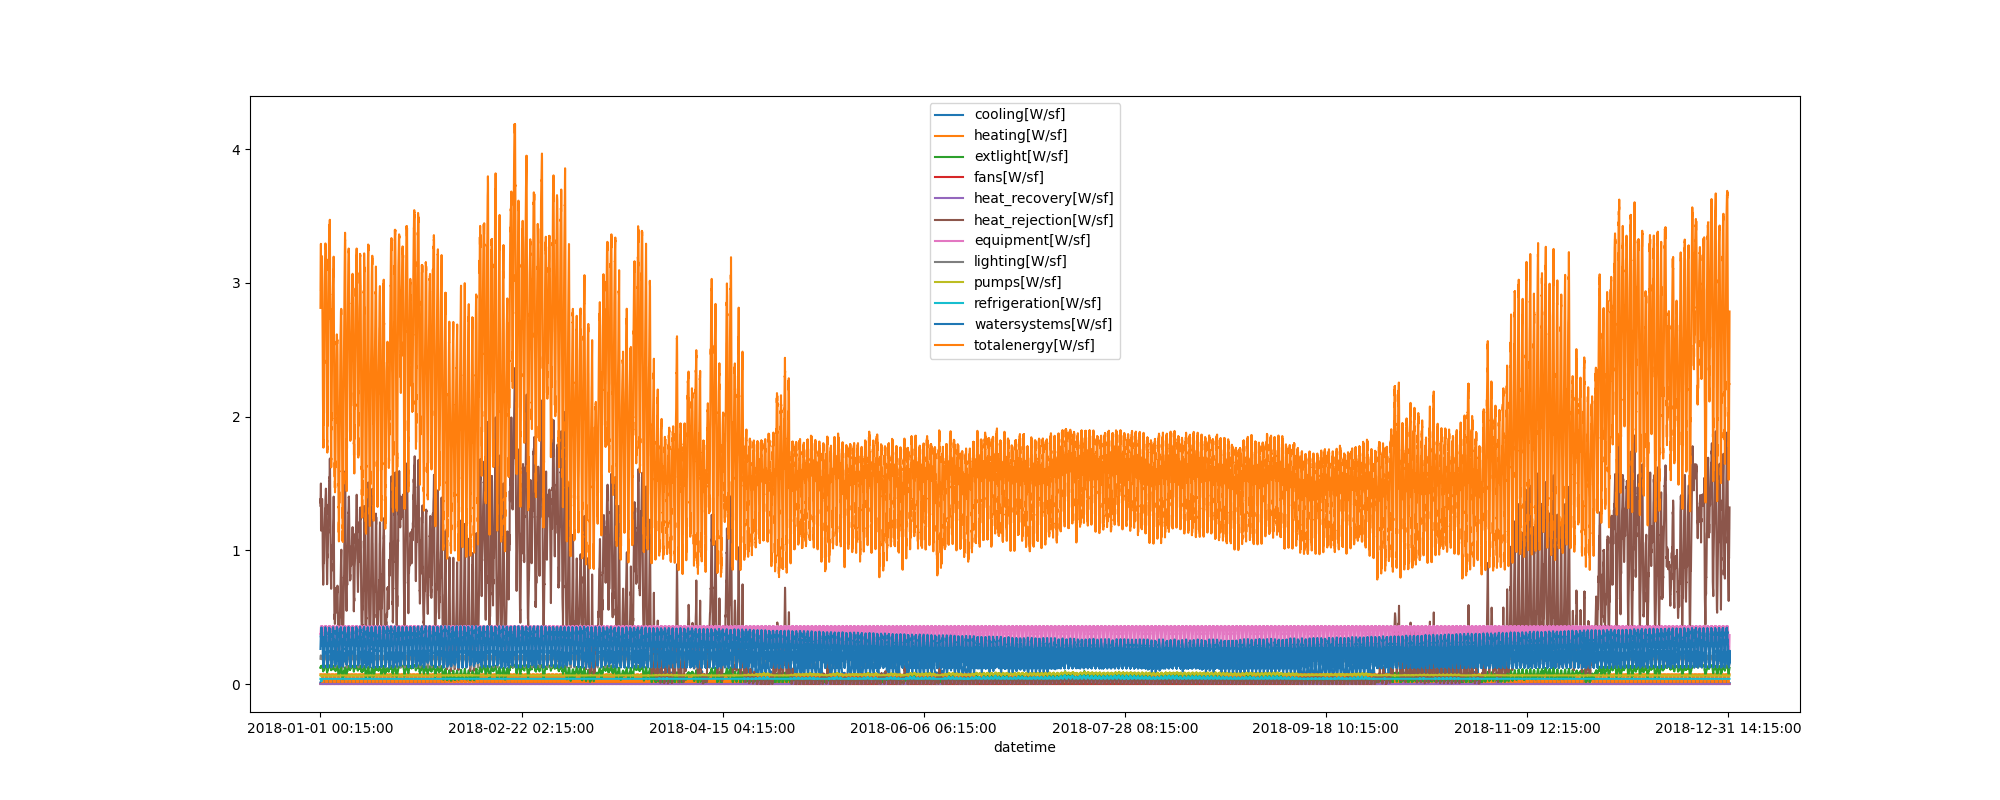 cooling[W/sf]
heating[W/sf]
extlight[W/sf]
fans[W/sf]
heat_recovery[W/sf]
heat_rejection[W/sf]
equipment[W/sf]
lighting[W/sf]
pumps[W/sf]
refrigeration[W/sf]
watersystems[W/sf]
totalenergy[W/sf]
4
3
2
1
0
2018-01-01 00:15:00 2018-02-22 02:15:00 2018-04-15 04:15:00 2018-06-06 06:15:00 2018-07-28 08:15:00 2018-09-18 10:15:00 2018-11-09 12:15:00 2018-12-31 14:15:00
datetime